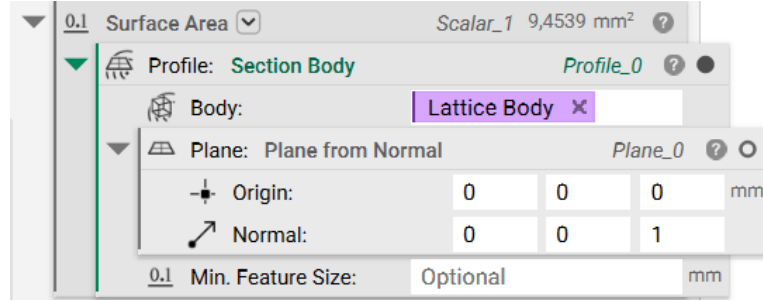 0.1 Surface Area Scalar_1 9,4539 mm² ?
Profile: Section Body Profile_0 ?
Body: Lattice Body ×
Plane: Plane from Normal Plane_0 ?
Origin: 0 0 0 mm
Normal: 0 0 1
0.1 Min. Feature Size: Optional mm